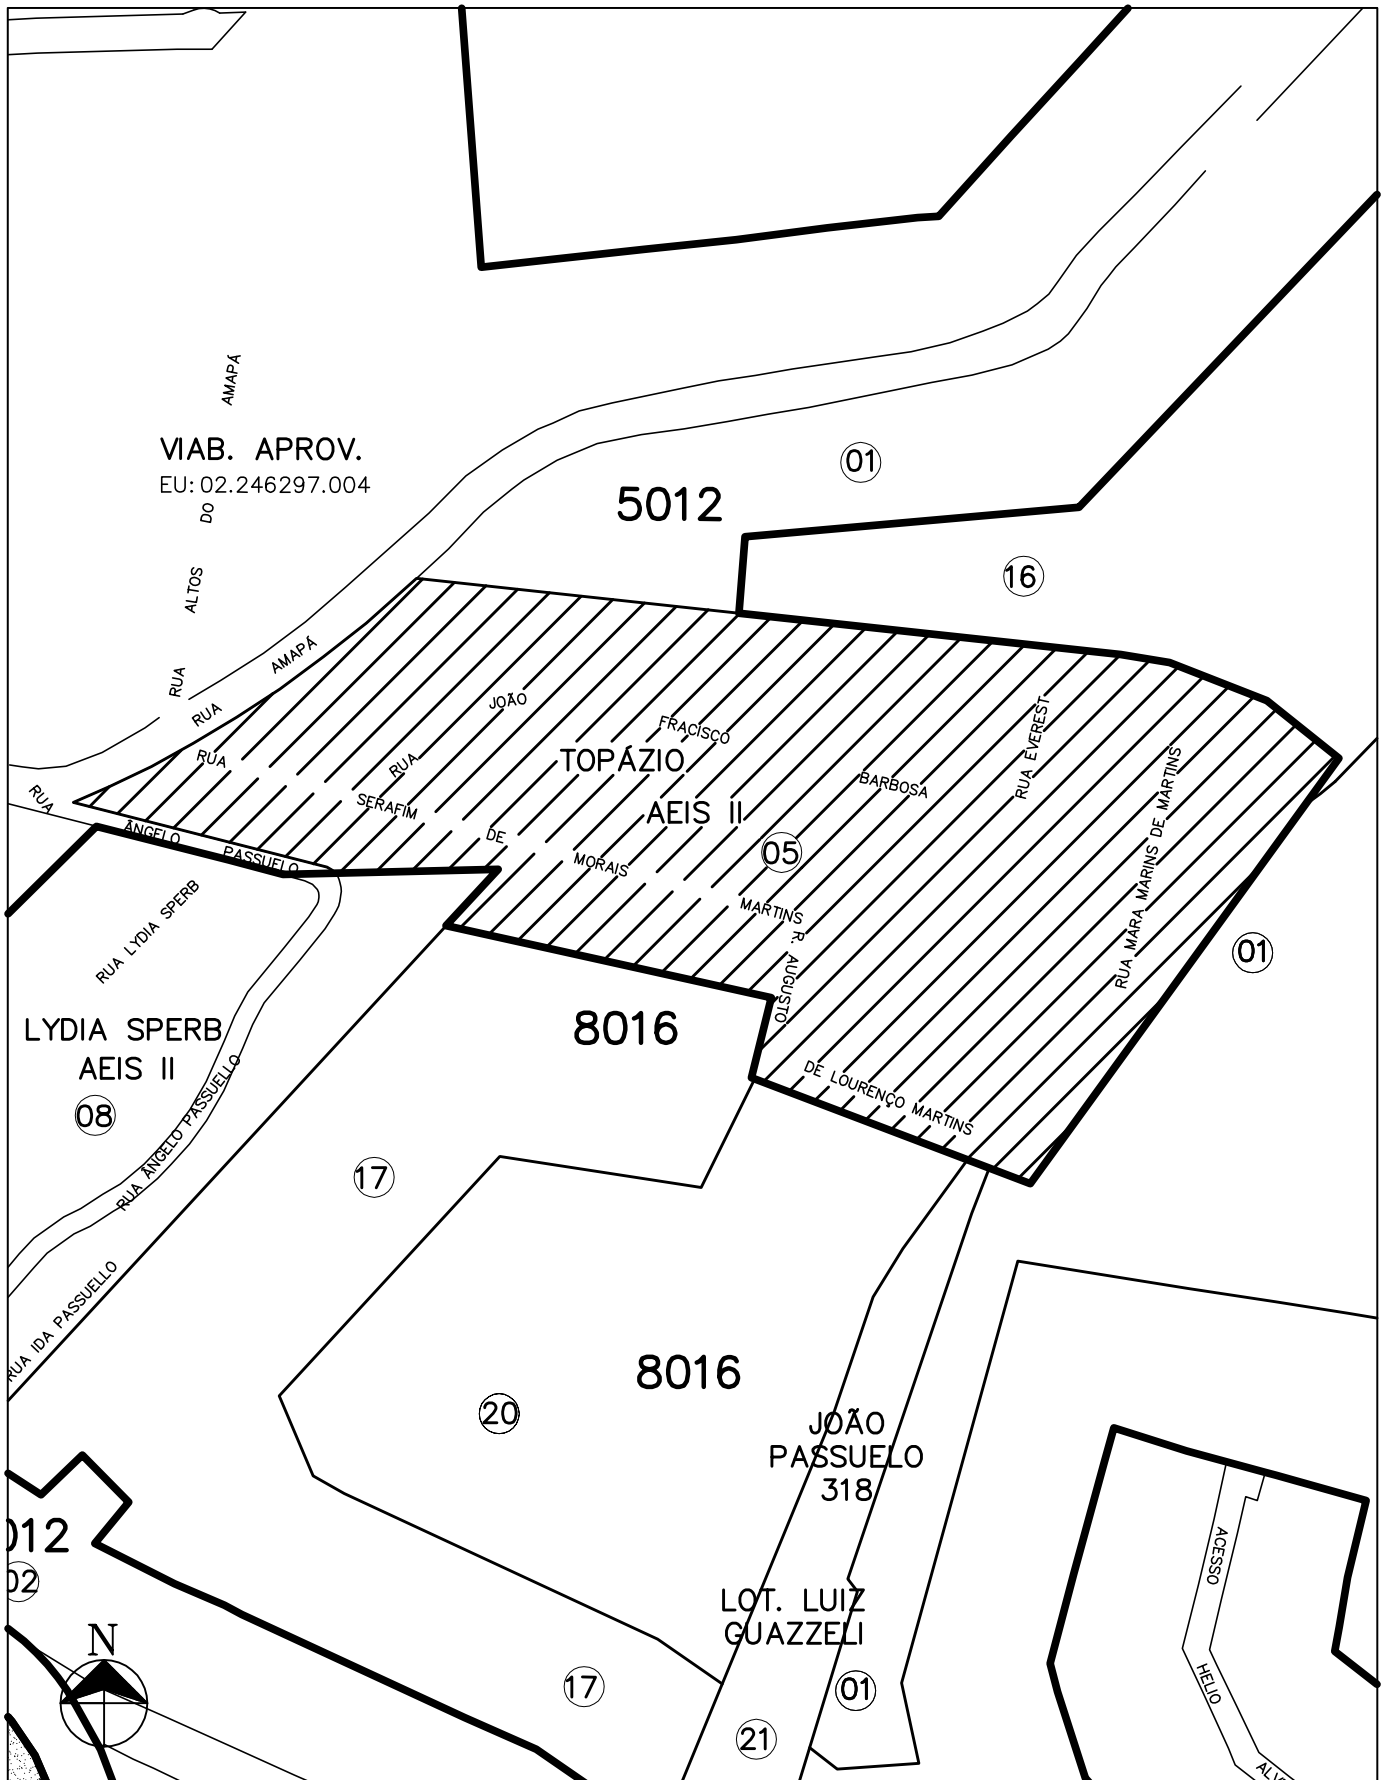 AMAPÁ
VIAB. APROV.
EU: 02.246297.004
DO
01
5012
ALTOS
16
AMAPÁ
RUA
RUA
JOÃO
FRACISCO
RUA EVEREST
RUA
RUA
TOPÁZIO
BARBOSA
RUA MARA MARINS DE MARTINS
RUA
SERAFIM
AEIS II
DE
05
ÂNGELO
PASSUELO
MORAIS
MARTINS
RUA LYDIA SPERB
R. AUGUSTO
01
LYDIA SPERB
AEIS II
08
8016
DE LOURENÇO MARTINS
RUA ÂNGELO PASSUELLO
17
RUA IDA PASSUELLO
8016
20
JOÃO
PASSUELO
318
012
02
ACESSO
LOT. LUIZ
GUAZZELI
N
17
01
HELIO
21